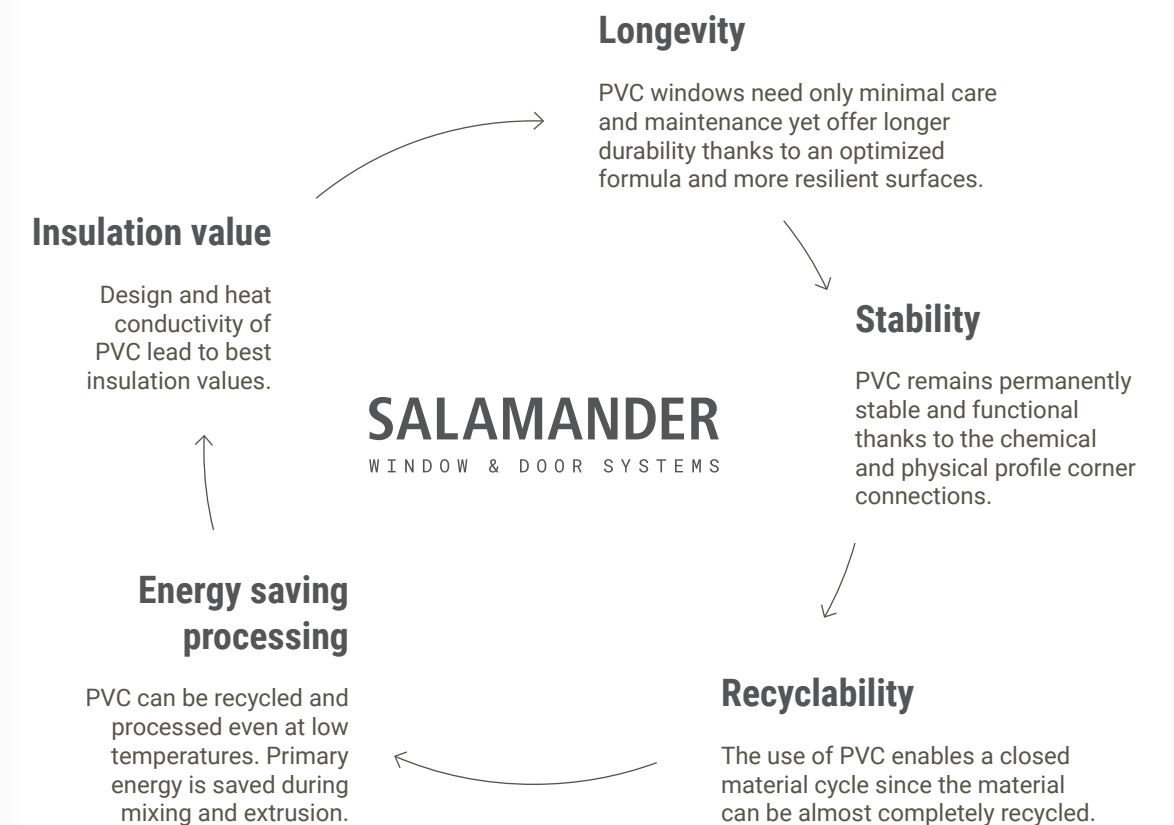 Longevity
PVC windows need only minimal care
and maintenance yet offer longer
durability thanks to an optimized
formula and more resilient surfaces.
Stability
PVC remains permanently
stable and functional
thanks to the chemical
and physical profile corner
connections.
Recyclability
The use of PVC enables a closed
material cycle since the material
can be almost completely recycled.
Energy saving
processing
PVC can be recycled and
processed even at low
temperatures. Primary
energy is saved during
mixing and extrusion.
Insulation value
Design and heat
conductivity of
PVC lead to best
insulation values.
SALAMANDER
WINDOW & DOOR SYSTEMS